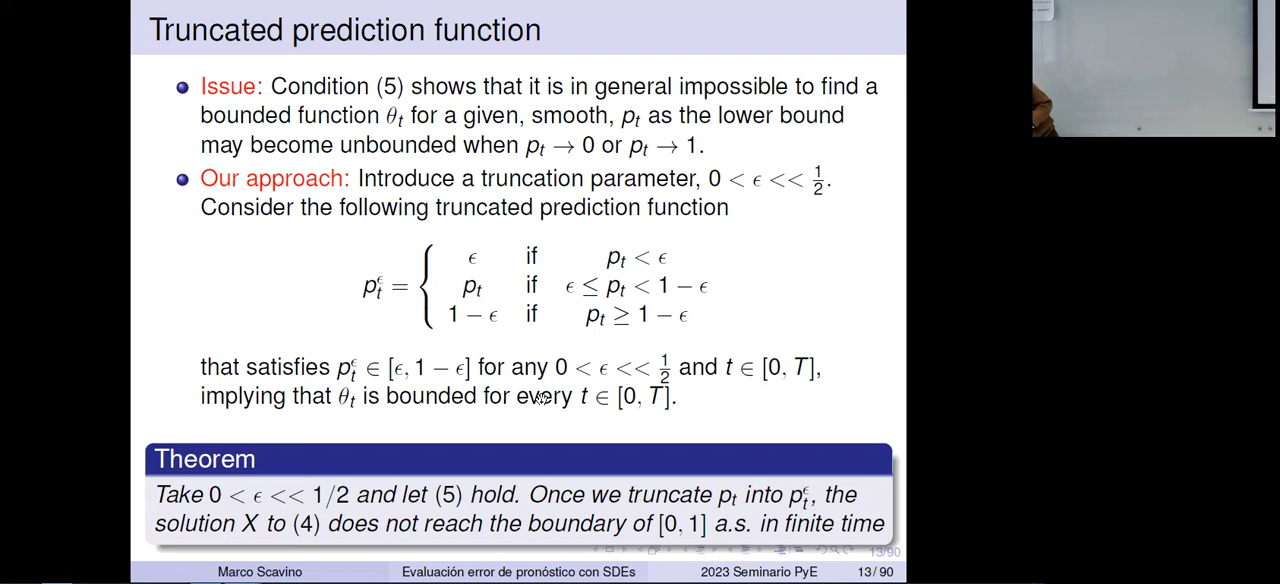 Truncated prediction function
Issue: Condition (5) shows that it is in general impossible to find a
bounded function θt for a given, smooth, pt as the lower bound
may become unbounded when pt → 0 or pt → 1.
Our approach: Introduce a truncation parameter, 0 < ϵ << 1/2.
Consider the following truncated prediction function
ϵ if pt < ϵ
pt^ϵ = { pt if ϵ ≤ pt < 1 − ϵ
1 − ϵ if pt ≥ 1 − ϵ
that satisfies pt^ϵ ∈ [ϵ, 1 − ϵ] for any 0 < ϵ << 1/2 and t ∈ [0, T],
implying that θt is bounded for every t ∈ [0, T].
Theorem
Take 0 < ϵ << 1/2 and let (5) hold. Once we truncate pt into pt^ϵ, the
solution X to (4) does not reach the boundary of [0, 1] a.s. in finite time
13/90
Marco Scavino Evaluación error de pronóstico con SDEs 2023 Seminario PyE 13 / 90